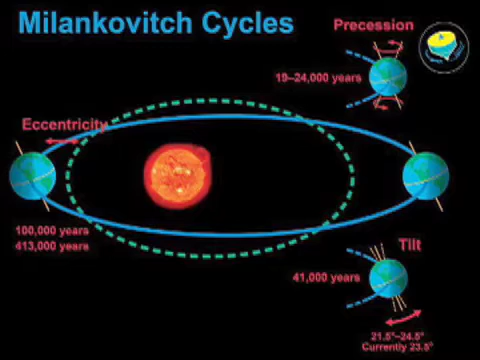 Milankovitch Cycles
Precession
19–24,000 years
Eccentricity
100,000 years
413,000 years
Tilt
41,000 years
21.5°–24.5°
Currently 23.5°